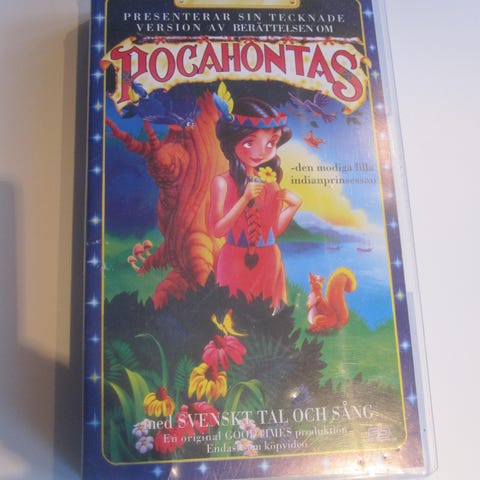 PRESENTERAR SIN TECKNADE
VERSION AV BERÄTTELSEN OM
POCAHONTAS
-den modiga lilla
indianprinsessan
-med SVENSKT TAL OCH SÅNG-
En original GOODTIMES produktion
Endast som köpvideo